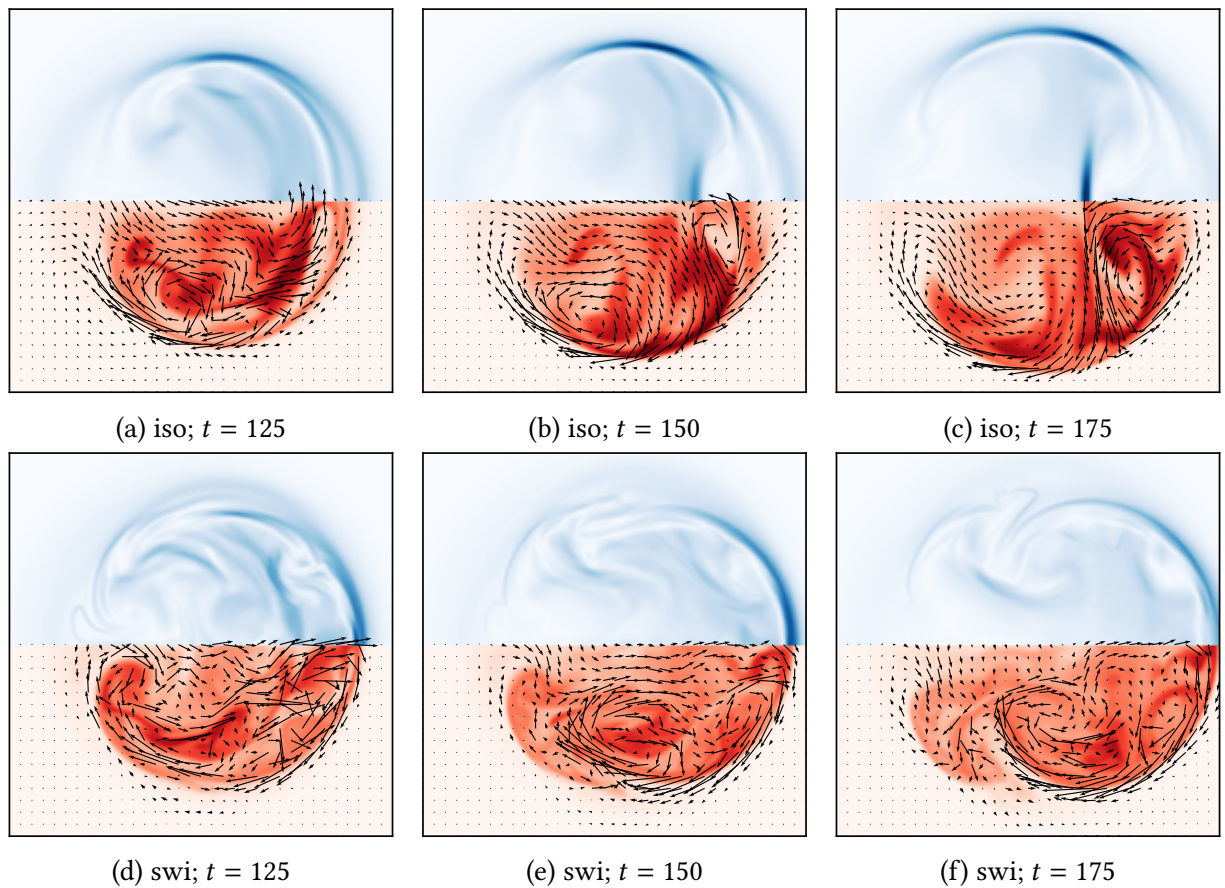 (a) iso; t = 125
(b) iso; t = 150
(c) iso; t = 175
(d) swi; t = 125
(e) swi; t = 150
(f) swi; t = 175